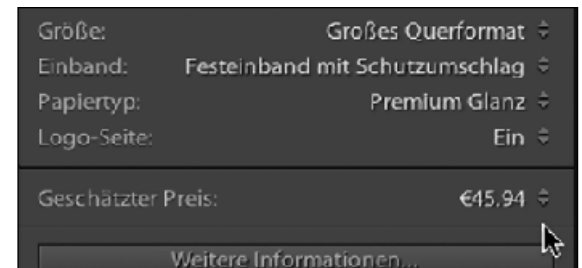 Größe: Großes Querformat
Einband: Festeinband mit Schutzumschlag
Papiertyp: Premium Glanz
Logo-Seite: Ein
Geschätzter Preis: €45.94
Weitere Informationen...